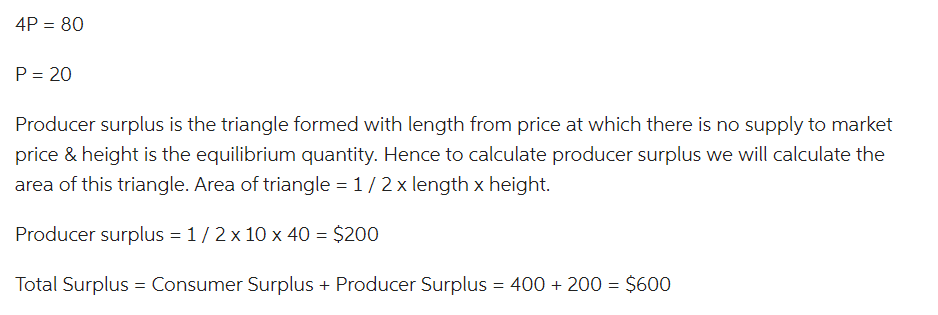 4P = 80
P = 20
Producer surplus is the triangle formed with length from price at which there is no supply to market
price & height is the equilibrium quantity. Hence to calculate producer surplus we will calculate the
area of this triangle. Area of triangle = 1 / 2 x length x height.
Producer surplus = 1 / 2 x 10 x 40 = $200
Total Surplus = Consumer Surplus + Producer Surplus = 400 + 200 = $600